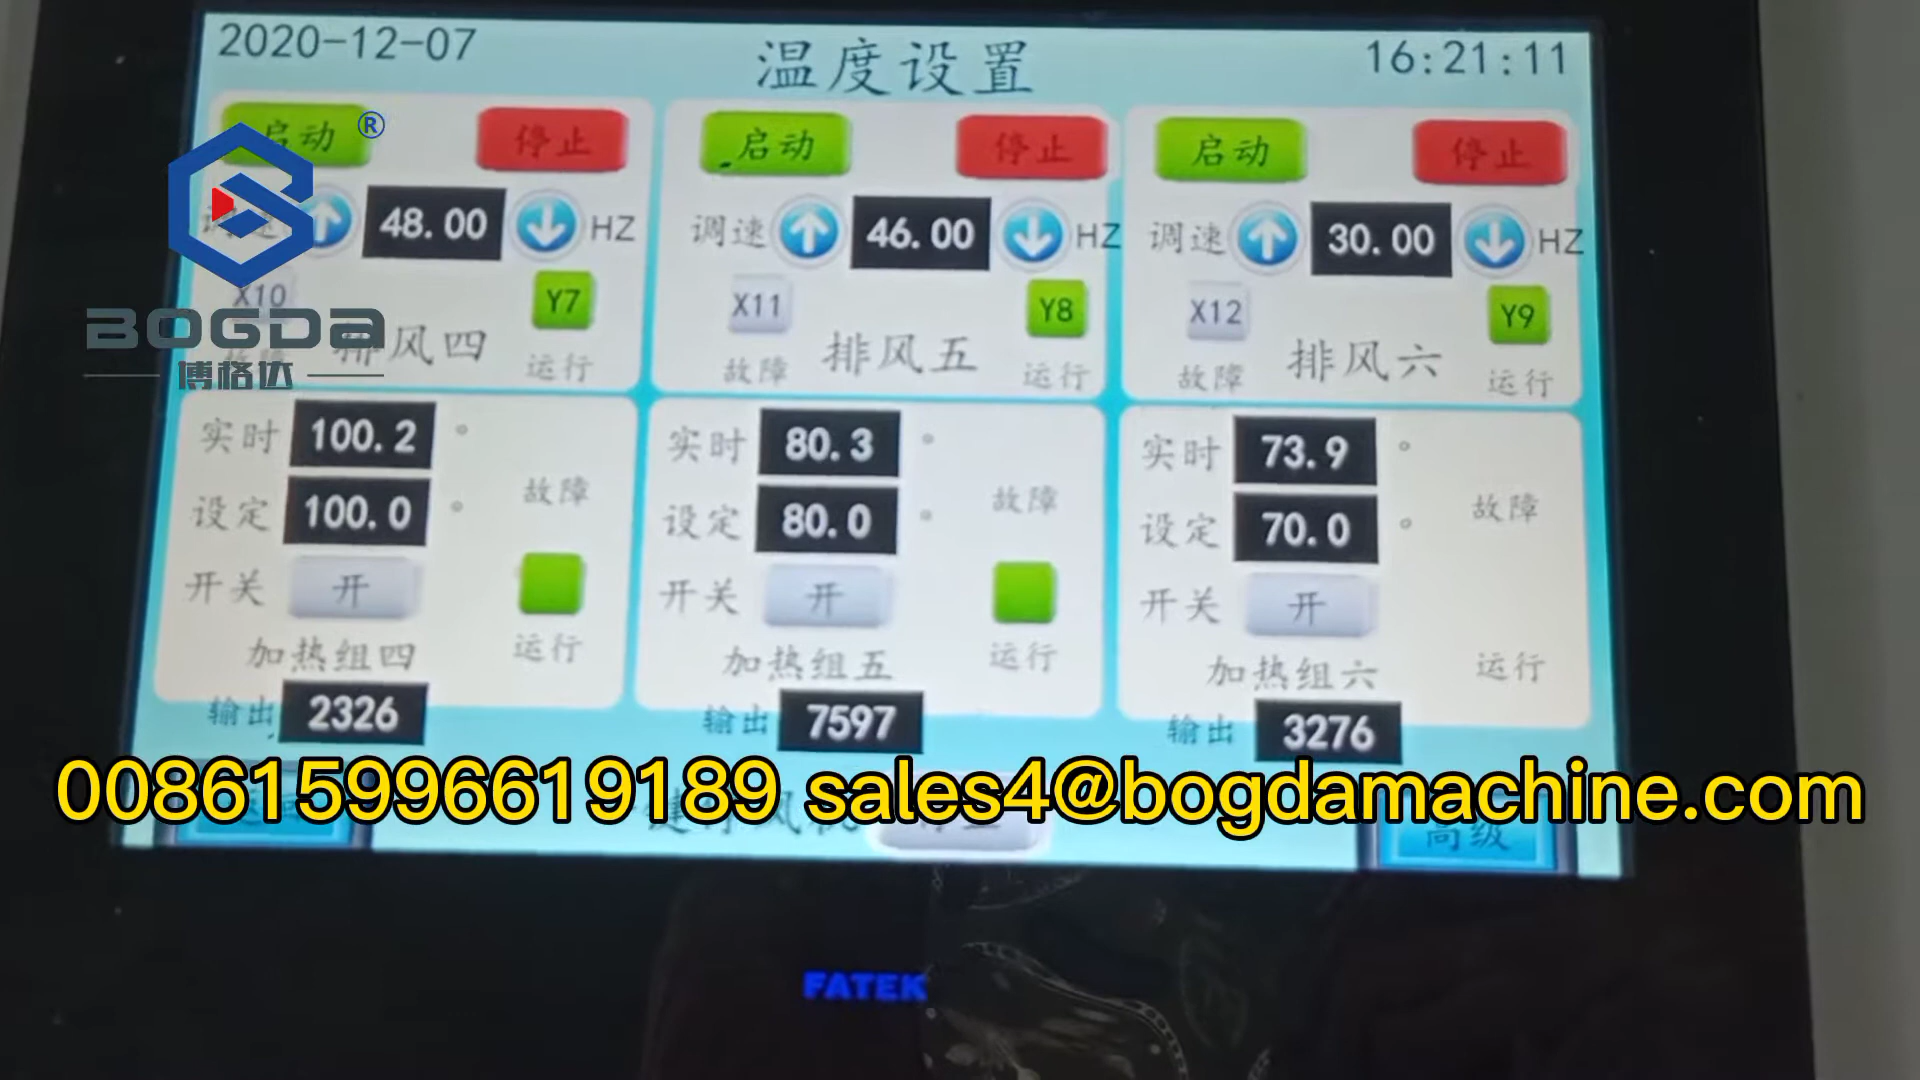 2020-12-07 温度设置 16:21:11
启动 停止 启动 停止 启动 停止
® 
调速 48.00 HZ 调速 46.00 HZ 调速 30.00 HZ
X10 Y7 X11 Y8 X12 Y9
BOGDA
排风四 排风五 排风六
故障 运行 故障 运行 故障 运行
博格达
实时 100.2 ° 实时 80.3 ° 实时 73.9 °
故障 故障 故障
设定 100.0 ° 设定 80.0 ° 设定 70.0 °
开关 开 开关 开 开关 开
运行 运行 运行
加热组四 加热组五 加热组六
输出 2326 输出 7597 输出 3276
008615996619189 sales4@bogdamachine.com
高级
FATEK